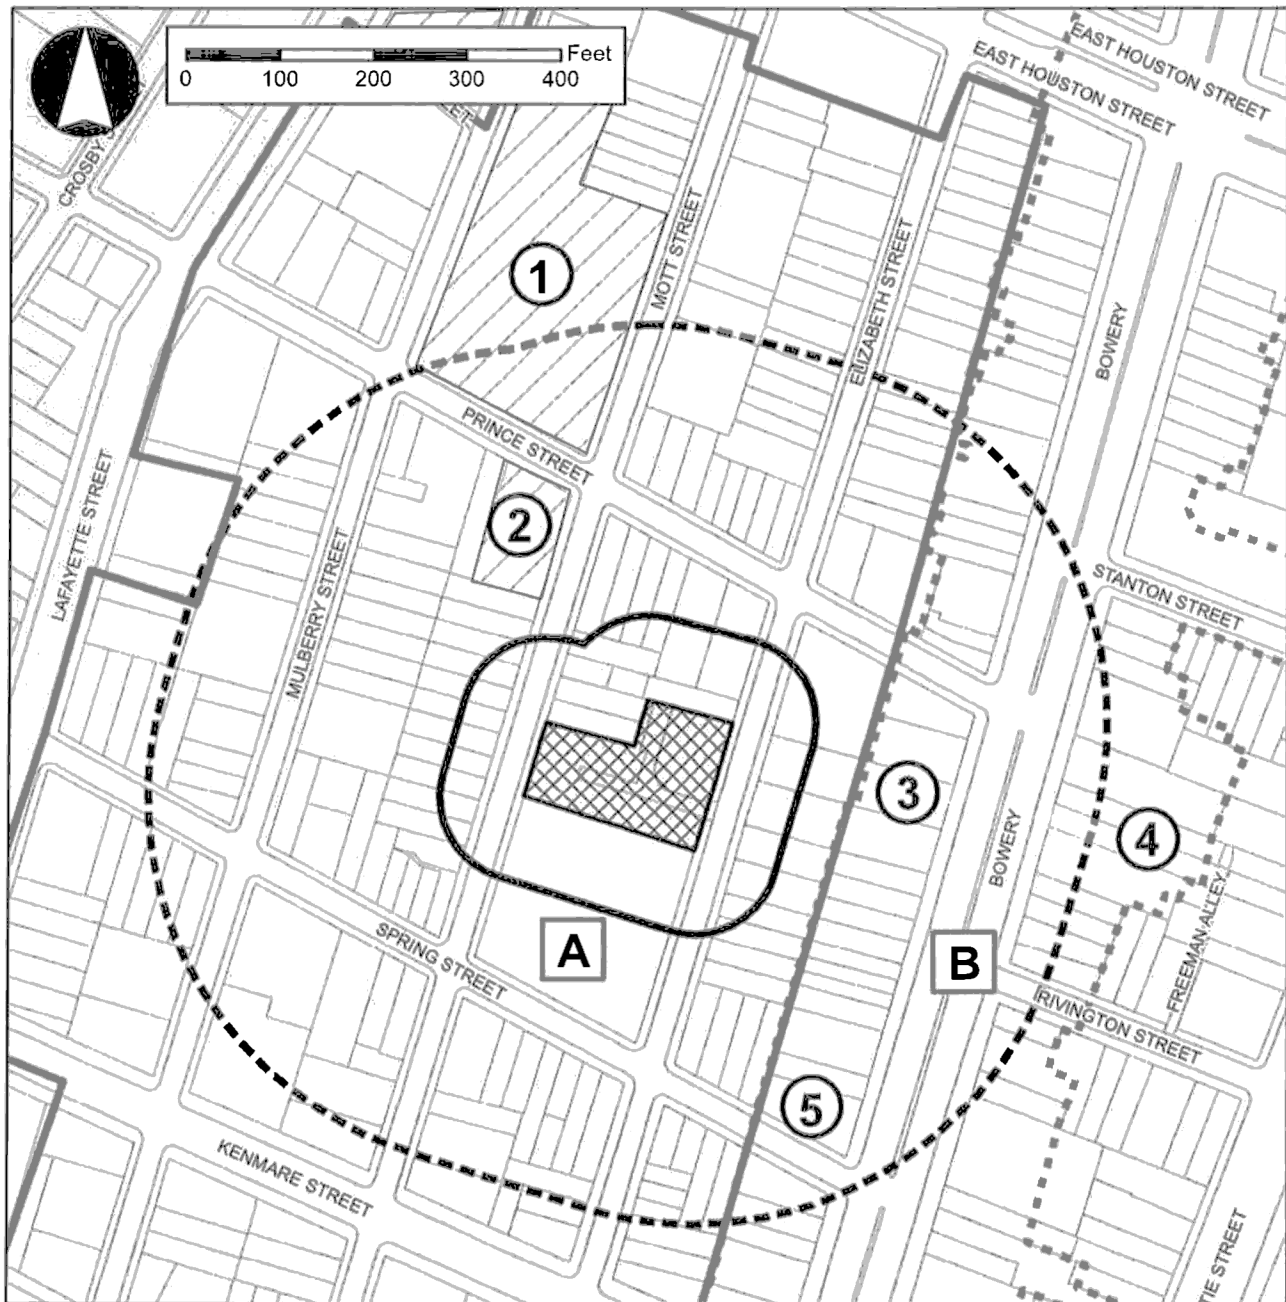 Feet
0 100 200 300 400
EAST HOUSTON STREET
EAST HOUSTON STREET
CROSBY
ET
1
MOTT STREET
ELIZABETH STREET
BOWERY
PRINCE STREET
LAFAYETTE STREET
2
MULBERRY STREET
STANTON STREET
3
4
BOWERY
A
B
SPRING STREET
FREEMAN ALLEY
RIVINGTON STREET
5
KENMARE STREET
TIE STREET